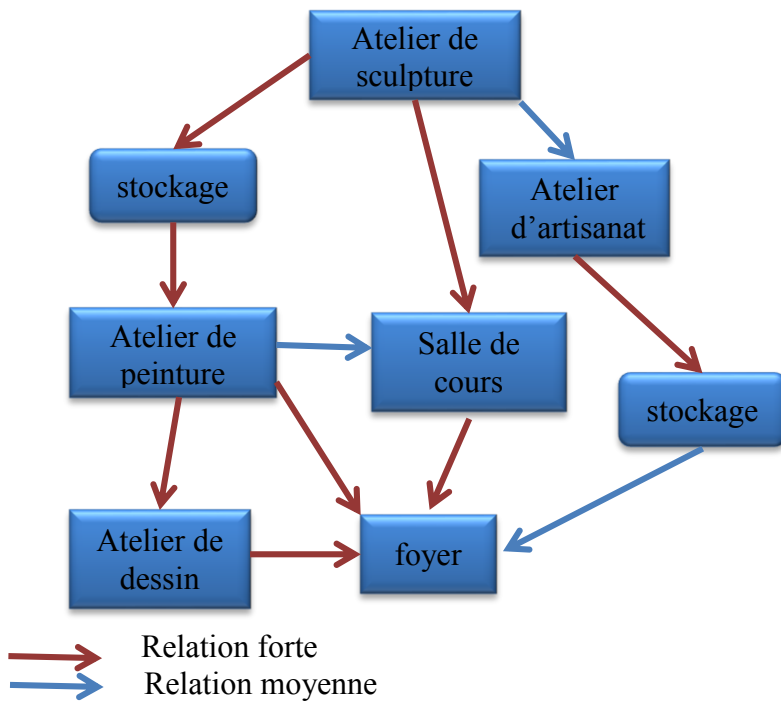 Atelier de
sculpture
stockage
Atelier
d’artisanat
Atelier de
peinture
Salle de
cours
stockage
Atelier de
dessin
foyer
Relation forte
Relation moyenne